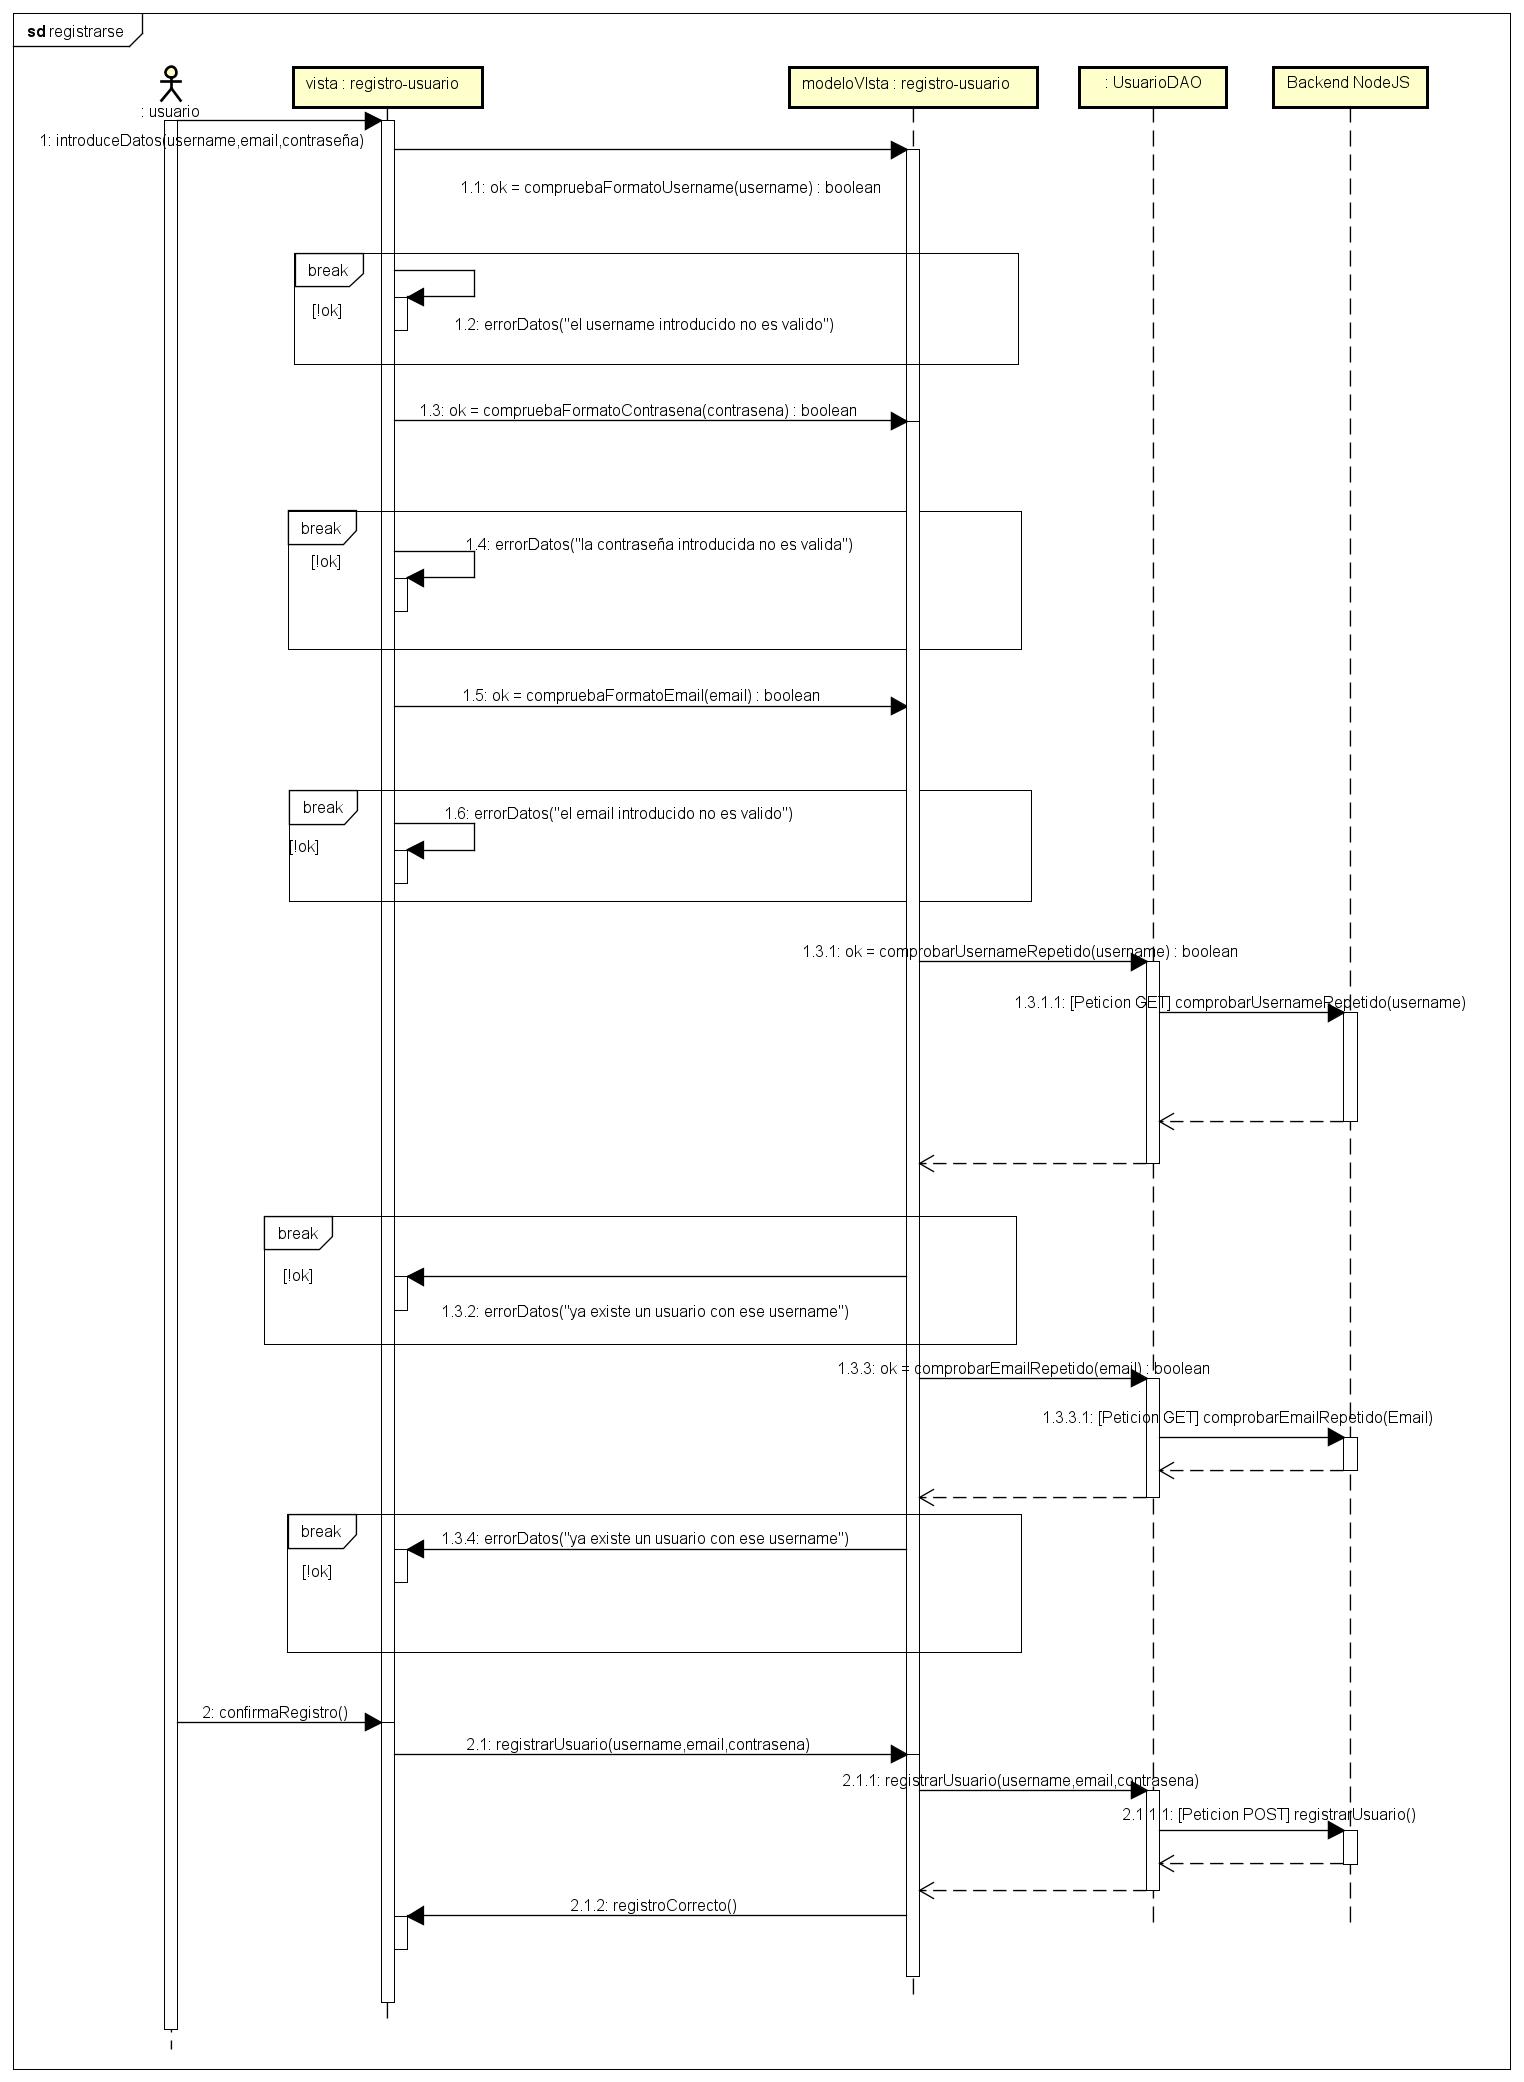 sd registrarse
: usuario
vista : registro-usuario
modeloVIsta : registro-usuario
: UsuarioDAO
Backend NodeJS
1: introduceDatos(username,email,contraseña)
1.1: ok = compruebaFormatoUsername(username) : boolean
break
[!ok]
1.2: errorDatos("el username introducido no es valido")
1.3: ok = compruebaFormatoContrasena(contrasena) : boolean
break
1.4: errorDatos("la contraseña introducida no es valida")
[!ok]
1.5: ok = compruebaFormatoEmail(email) : boolean
break
1.6: errorDatos("el email introducido no es valido")
[!ok]
1.3.1: ok = comprobarUsernameRepetido(username) : boolean
1.3.1.1: [Peticion GET] comprobarUsernameRepetido(username)
break
[!ok]
1.3.2: errorDatos("ya existe un usuario con ese username")
1.3.3: ok = comprobarEmailRepetido(email) : boolean
1.3.3.1: [Peticion GET] comprobarEmailRepetido(Email)
break
1.3.4: errorDatos("ya existe un usuario con ese username")
[!ok]
2: confirmaRegistro()
2.1: registrarUsuario(username,email,contrasena)
2.1.1: registrarUsuario(username,email,contrasena)
2.1.1.1: [Peticion POST] registrarUsuario()
2.1.2: registroCorrecto()